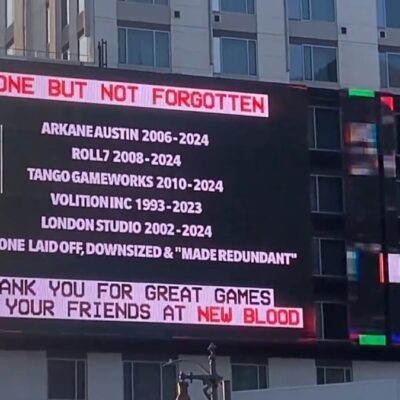 ONE BUT NOT FORGOTTEN
ARKANE AUSTIN 2006-2024
ROLL7 2008-2024
TANGO GAMEWORKS 2010-2024
VOLITION INC 1993-2023
LONDON STUDIO 2002-2024
ONE LAID OFF, DOWNSIZED & "MADE REDUNDANT"
ANK YOU FOR GREAT GAMES
YOUR FRIENDS AT NEW BLOOD